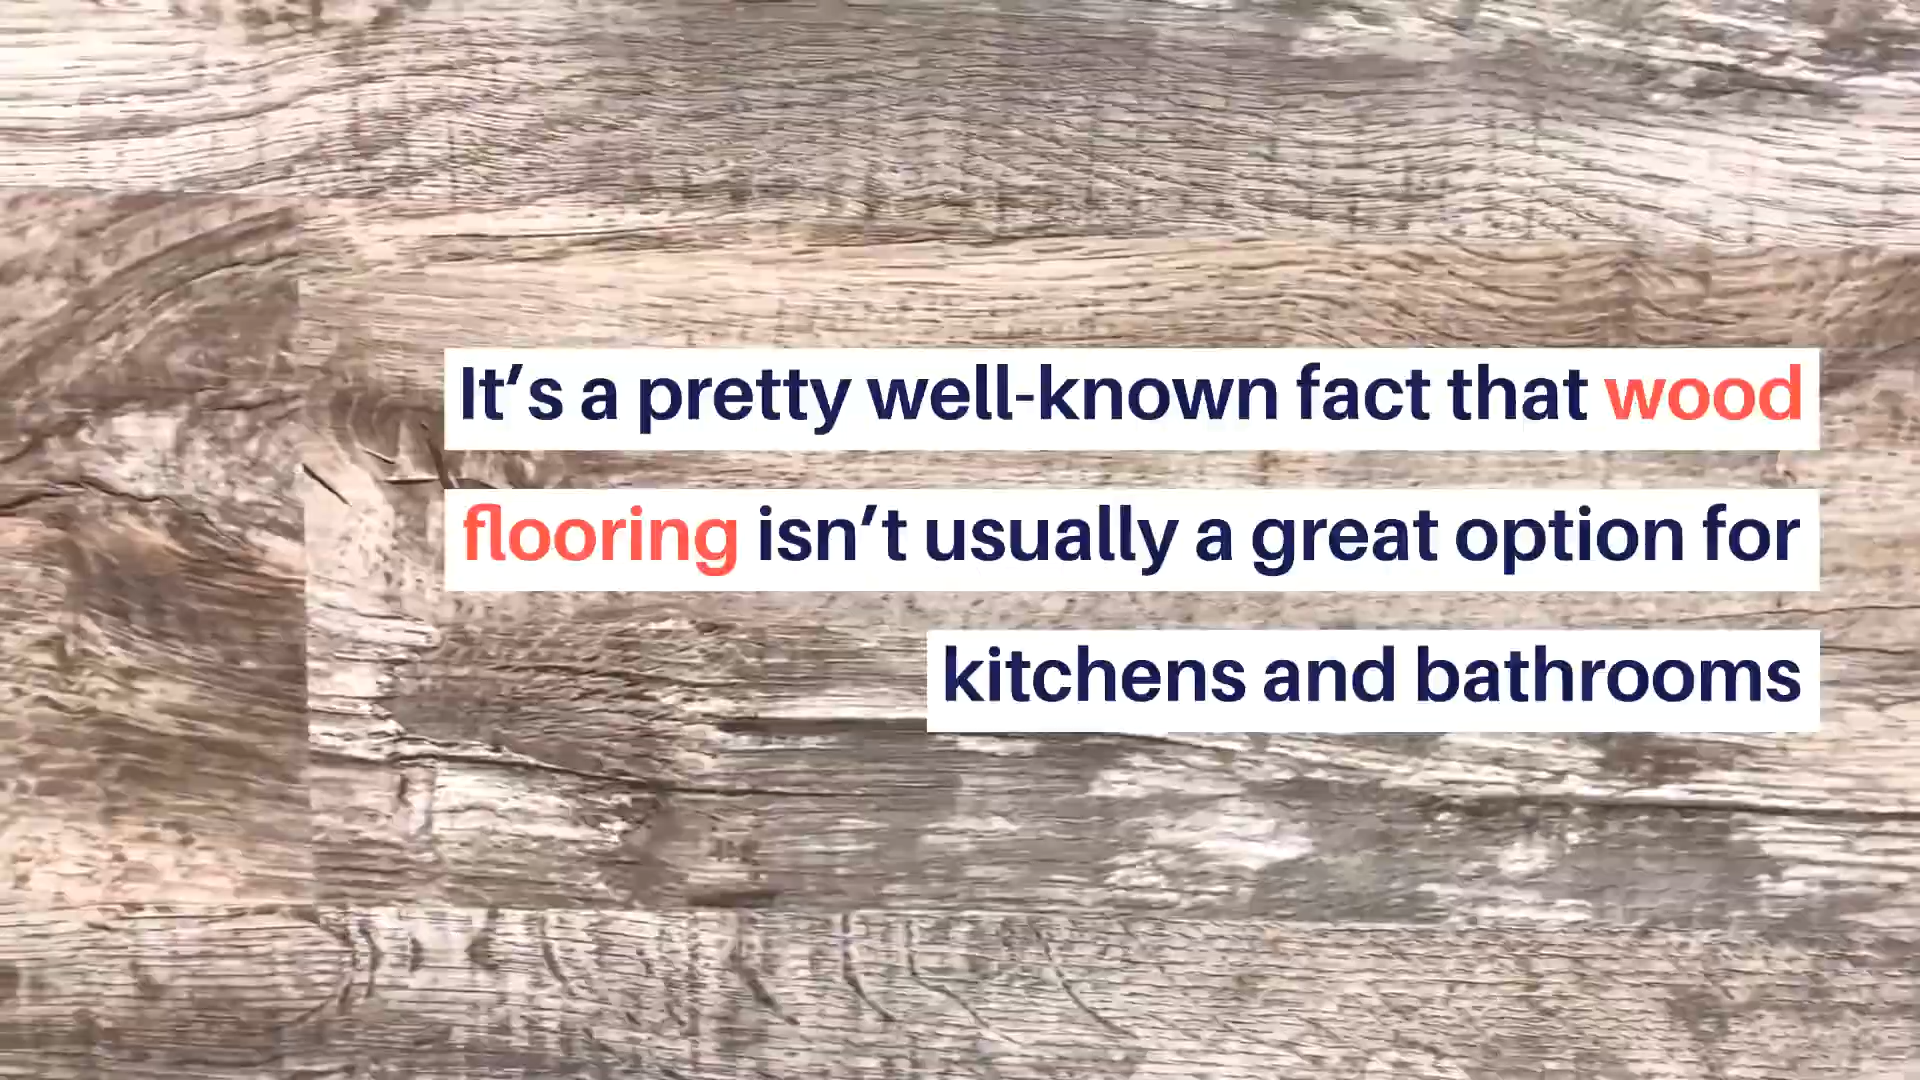 It’s a pretty well-known fact that wood
flooring isn’t usually a great option for
kitchens and bathrooms